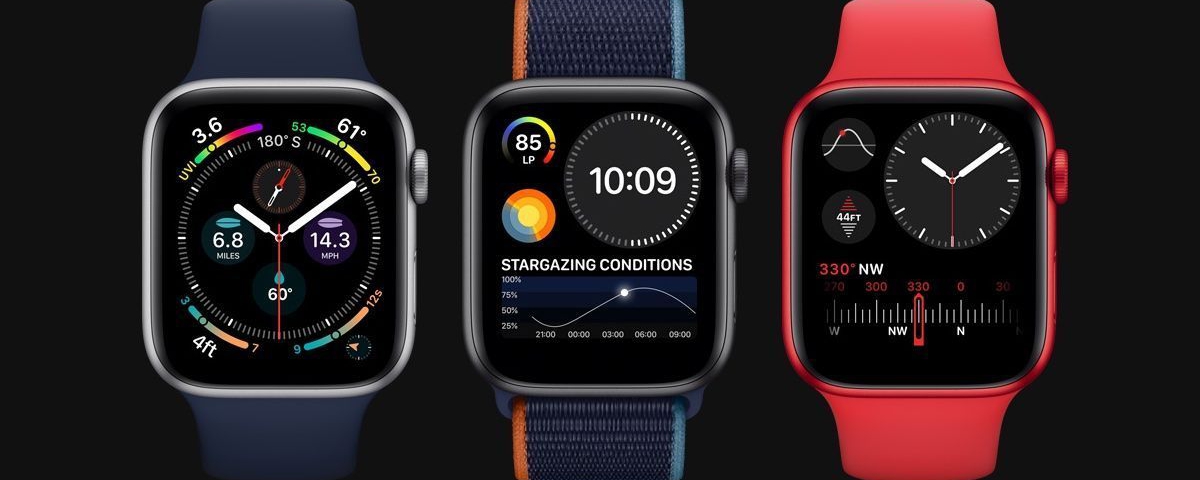 3.6
UVI
180° S
53
61°
70
6.8
MILES
14.3
MPH
60°
3
4ft
7
9
12s
85
LP
10:09
STARGAZING CONDITIONS
100%
75%
50%
25%
21:00 00:00 03:00 06:00 09:00
44FT
330° NW
270 300 330 0 30
W NW N